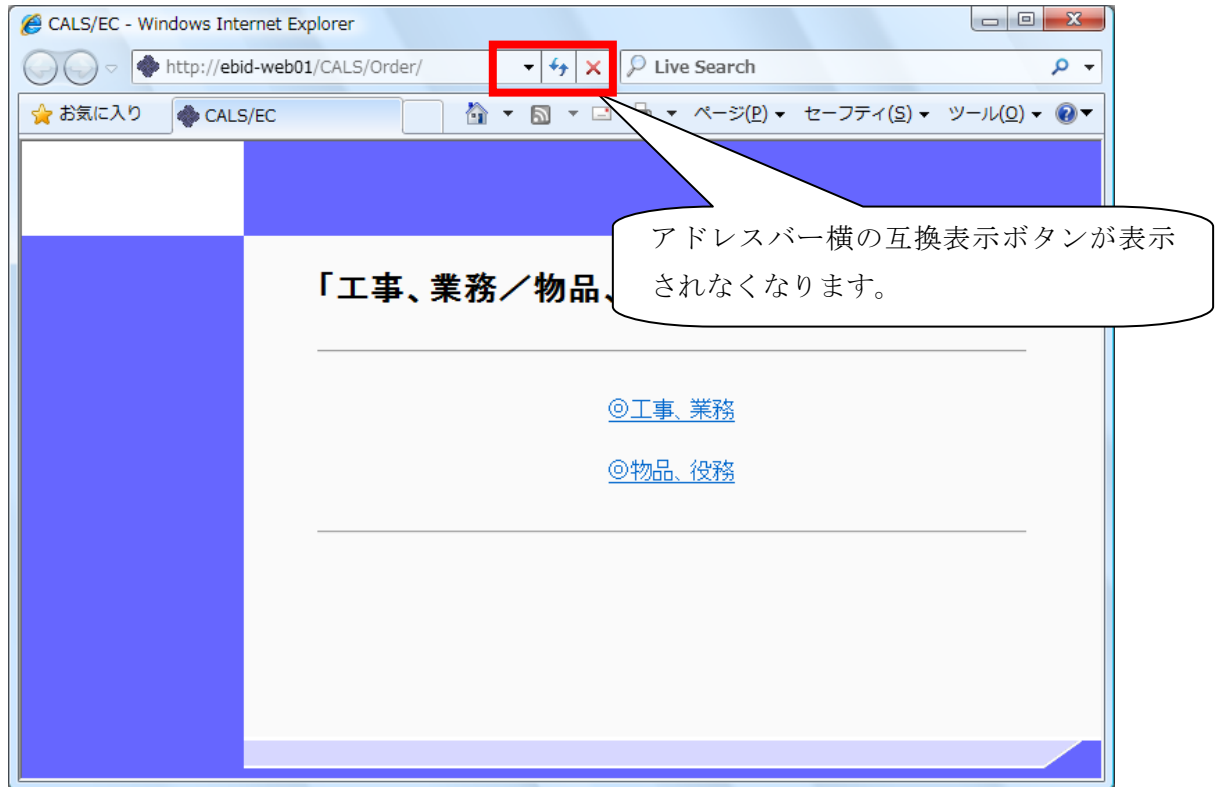 CALS/EC - Windows Internet Explorer
http://ebid-web01/CALS/Order/
Live Search
お気に入り
CALS/EC
ページ(P)
セーフティ(S)
ツール(O)
アドレスバー横の互換表示ボタンが表示
されなくなります。
「工事、業務／物品、
◎工事、業務
◎物品、役務